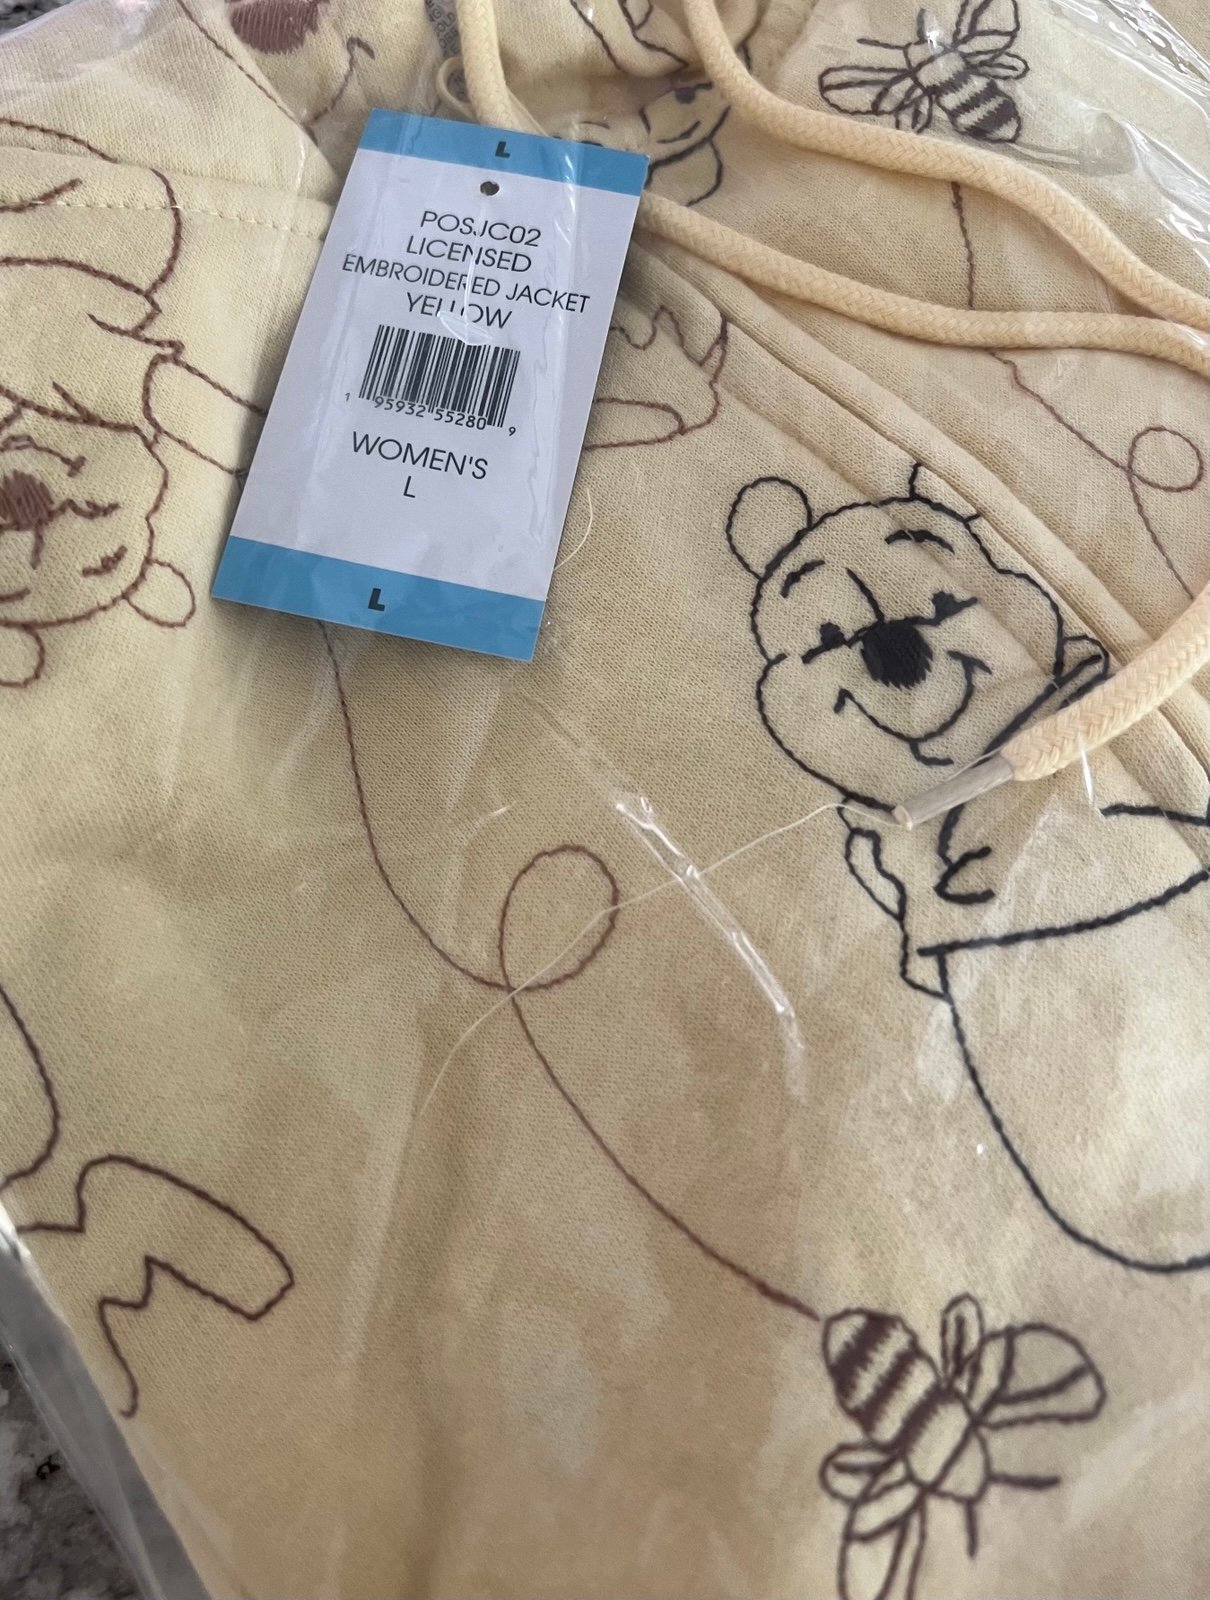 L
POSJC02
LICENSED
EMBROIDERED JACKET
YELLOW
1 95932 55280 9
WOMEN'S
L
L